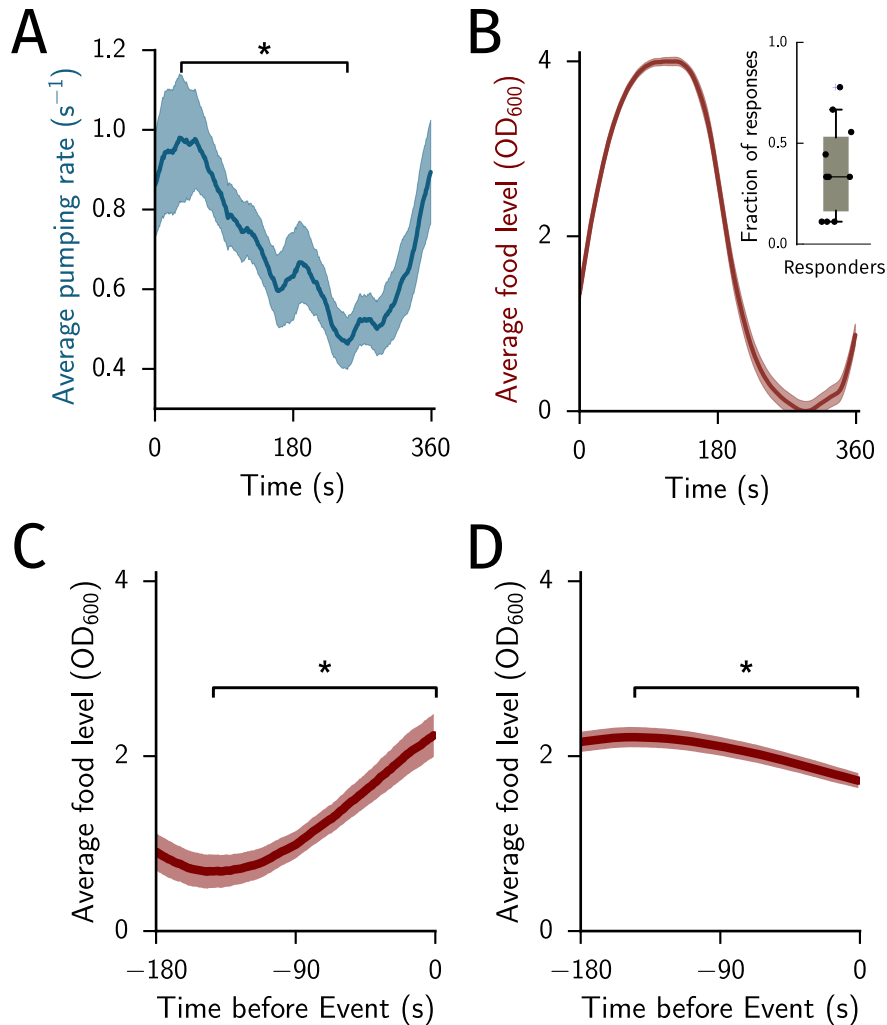 A
Average pumping rate (s⁻¹)
1.2
1.0
0.8
0.6
0.4
*
0
180
360
Time (s)
B
Average food level (OD₆₀₀)
4
2
0
0
180
360
Time (s)
Fraction of responses
1.0
0.5
0.0
Responders
C
Average food level (OD₆₀₀)
4
2
0
*
−180
−90
0
Time before Event (s)
D
Average food level (OD₆₀₀)
4
2
0
*
−180
−90
0
Time before Event (s)